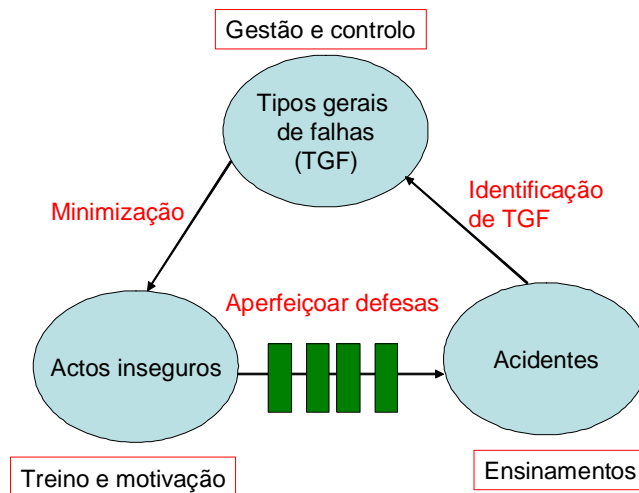 Gestão e controlo
Tipos gerais
de falhas
(TGF)
Minimização
Identificação
de TGF
Aperfeiçoar defesas
Actos inseguros
Acidentes
Treino e motivação
Ensinamentos